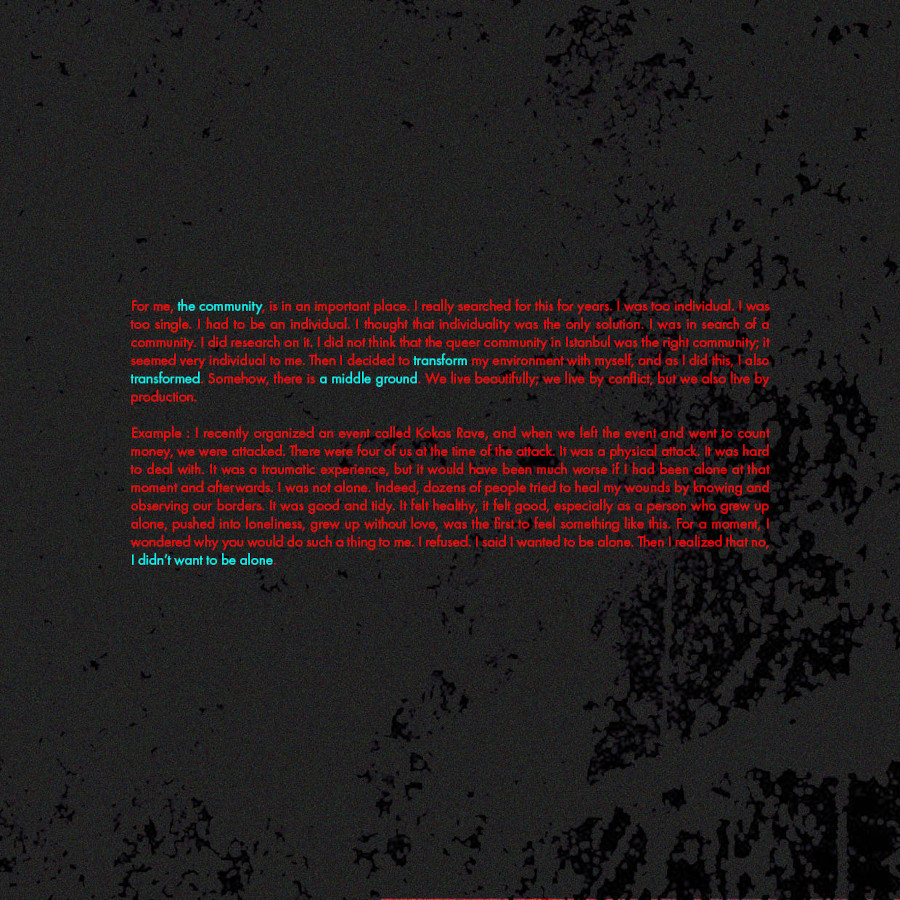 For me, the community, is in an important place. I really searched for this for years. I was too individual. I was
too single. I had to be an individual. I thought that individuality was the only solution. I was in search of a
community. I did research on it. I did not think that the queer community in Istanbul was the right community; it
seemed very individual to me. Then I decided to transform my environment with myself, and as I did this, I also
transformed. Somehow, there is a middle ground. We live beautifully; we live by conflict, but we also live by
production.
Example : I recently organized an event called Kokos Rave, and when we left the event and went to count
money, we were attacked. There were four of us at the time of the attack. It was a physical attack. It was hard
to deal with. It was a traumatic experience, but it would have been much worse if I had been alone at that
moment and afterwards. I was not alone. Indeed, dozens of people tried to heal my wounds by knowing and
observing our borders. It was good and tidy. It felt healthy, it felt good, especially as a person who grew up
alone, pushed into loneliness, grew up without love, was the first to feel something like this. For a moment, I
wondered why you would do such a thing to me. I refused. I said I wanted to be alone. Then I realized that no,
I didn’t want to be alone.